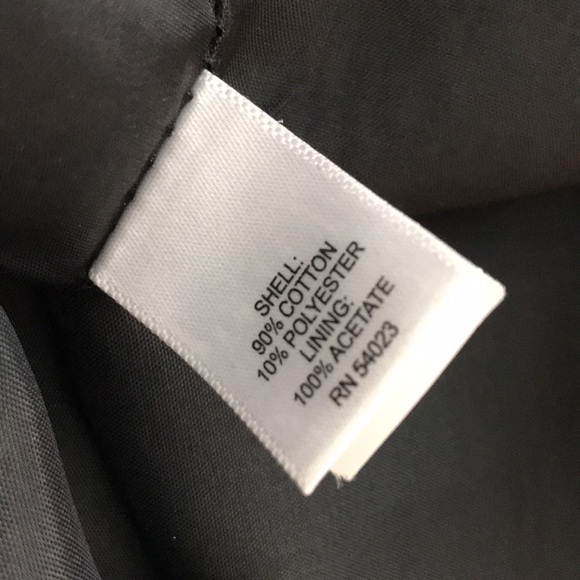 SHELL:
90% COTTON
10% POLYESTER
LINING:
100% ACETATE
RN 54023